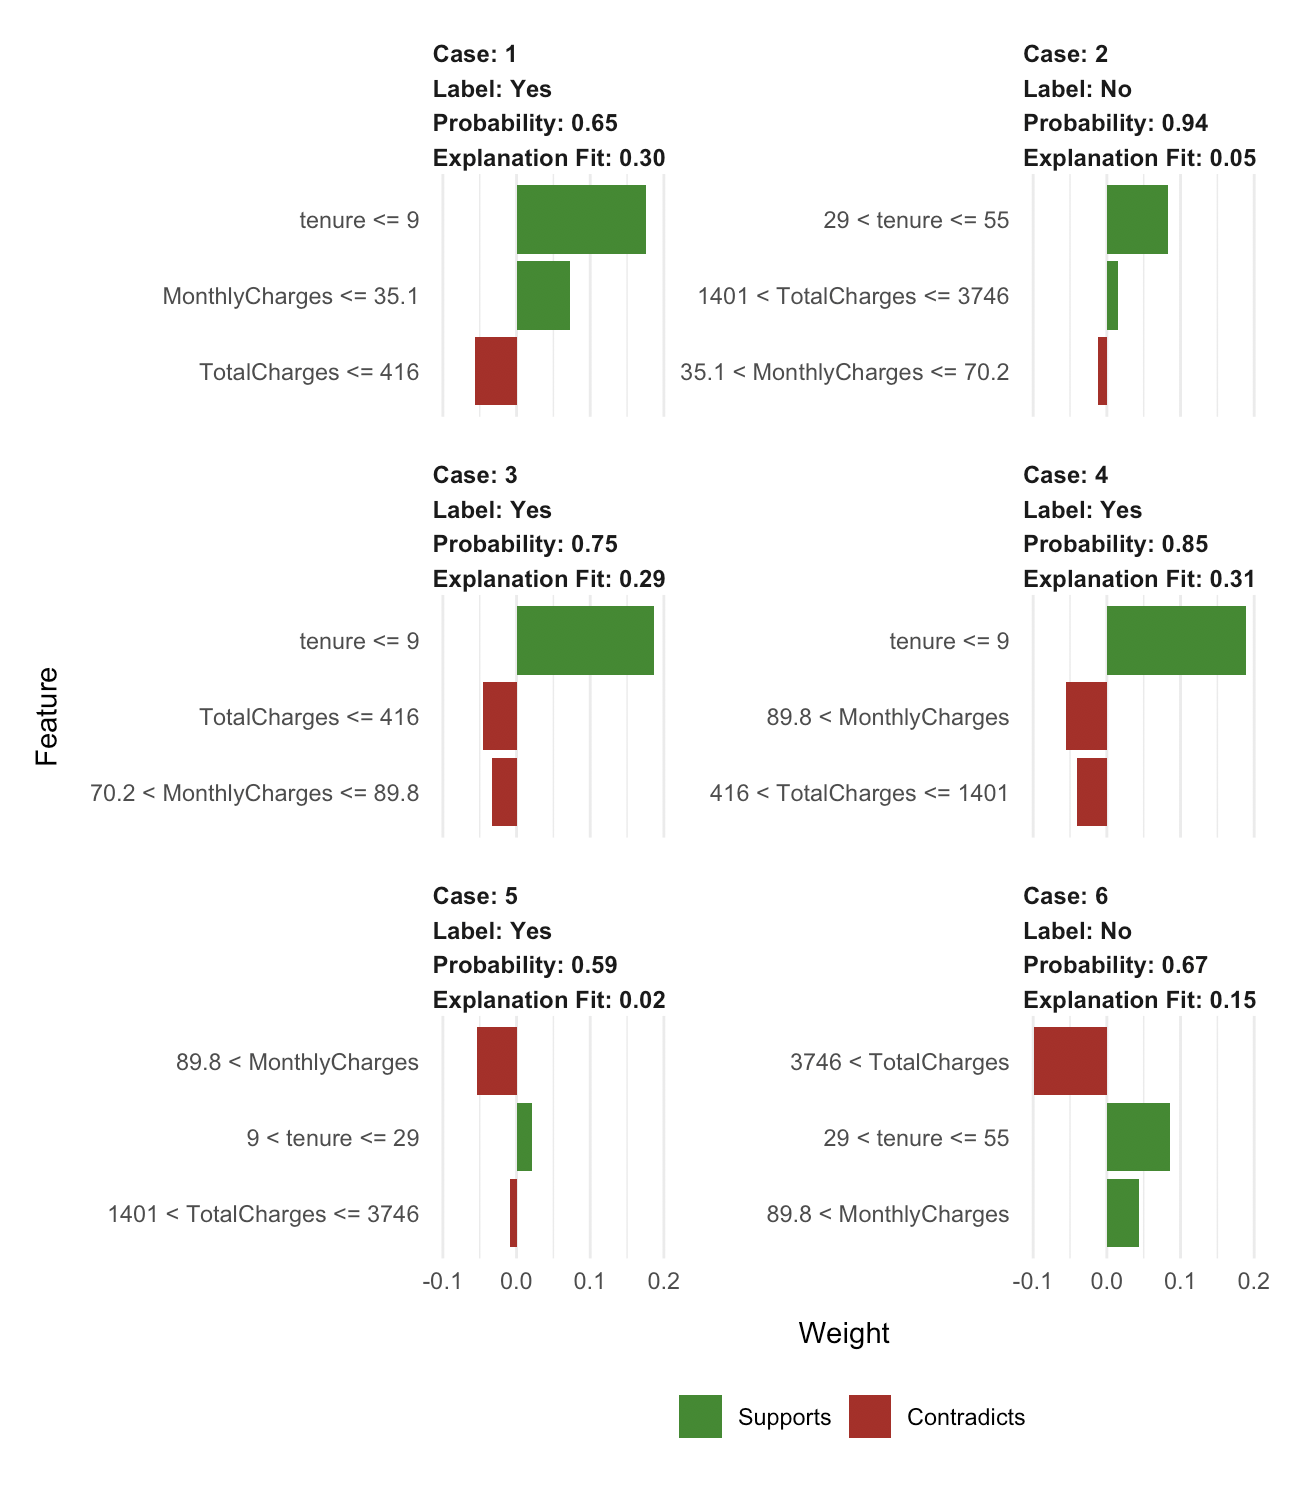 Case: 1
Label: Yes
Probability: 0.65
Explanation Fit: 0.30
tenure <= 9
MonthlyCharges <= 35.1
TotalCharges <= 416
Case: 2
Label: No
Probability: 0.94
Explanation Fit: 0.05
29 < tenure <= 55
1401 < TotalCharges <= 3746
35.1 < MonthlyCharges <= 70.2
Case: 3
Label: Yes
Probability: 0.75
Explanation Fit: 0.29
tenure <= 9
TotalCharges <= 416
70.2 < MonthlyCharges <= 89.8
Case: 4
Label: Yes
Probability: 0.85
Explanation Fit: 0.31
tenure <= 9
89.8 < MonthlyCharges
416 < TotalCharges <= 1401
Case: 5
Label: Yes
Probability: 0.59
Explanation Fit: 0.02
89.8 < MonthlyCharges
9 < tenure <= 29
1401 < TotalCharges <= 3746
-0.1 0.0 0.1 0.2
Case: 6
Label: No
Probability: 0.67
Explanation Fit: 0.15
3746 < TotalCharges
29 < tenure <= 55
89.8 < MonthlyCharges
-0.1 0.0 0.1 0.2
Feature
Weight
Supports
Contradicts